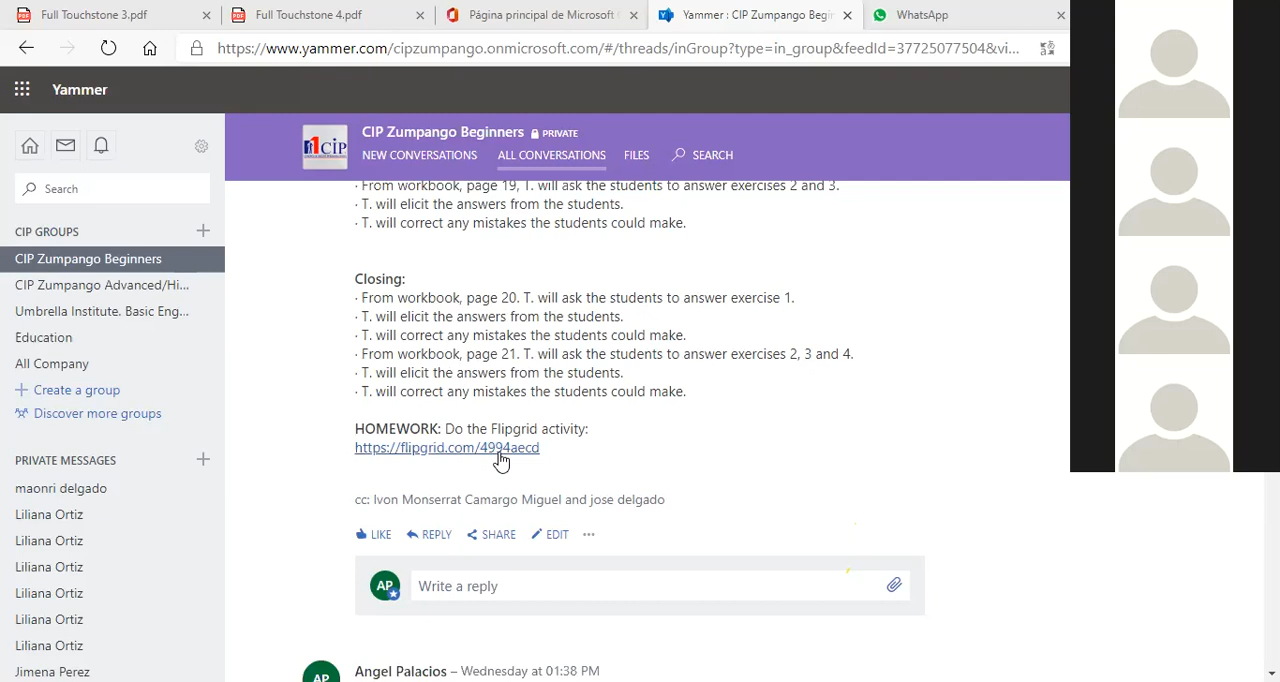 Full Touchstone 3.pdf
Full Touchstone 4.pdf
Página principal de Microsoft
Yammer : CIP Zumpango Begin
WhatsApp
https://www.yammer.com/cipzumpango.onmicrosoft.com/#/threads/inGroup?type=in_group&feedId=37725077504&vi...
Yammer
CIP
CIP Zumpango Beginners PRIVATE
NEW CONVERSATIONS ALL CONVERSATIONS FILES SEARCH
Search
CIP GROUPS
CIP Zumpango Beginners
CIP Zumpango Advanced/Hi...
Umbrella Institute. Basic Eng...
Education
All Company
Create a group
Discover more groups
PRIVATE MESSAGES
maonri delgado
Liliana Ortiz
Liliana Ortiz
Liliana Ortiz
Liliana Ortiz
Liliana Ortiz
Liliana Ortiz
Jimena Perez
· From workbook, page 19, T. will ask the students to answer exercises 2 and 3.
· T. will elicit the answers from the students.
· T. will correct any mistakes the students could make.
Closing:
· From workbook, page 20. T. will ask the students to answer exercise 1.
· T. will elicit the answers from the students.
· T. will correct any mistakes the students could make.
· From workbook, page 21. T. will ask the students to answer exercises 2, 3 and 4.
· T. will elicit the answers from the students.
· T. will correct any mistakes the students could make.
HOMEWORK: Do the Flipgrid activity:
https://flipgrid.com/4994aecd
cc: Ivon Monserrat Camargo Miguel and jose delgado
LIKE REPLY SHARE EDIT ...
AP Write a reply
AP Angel Palacios – Wednesday at 01:38 PM